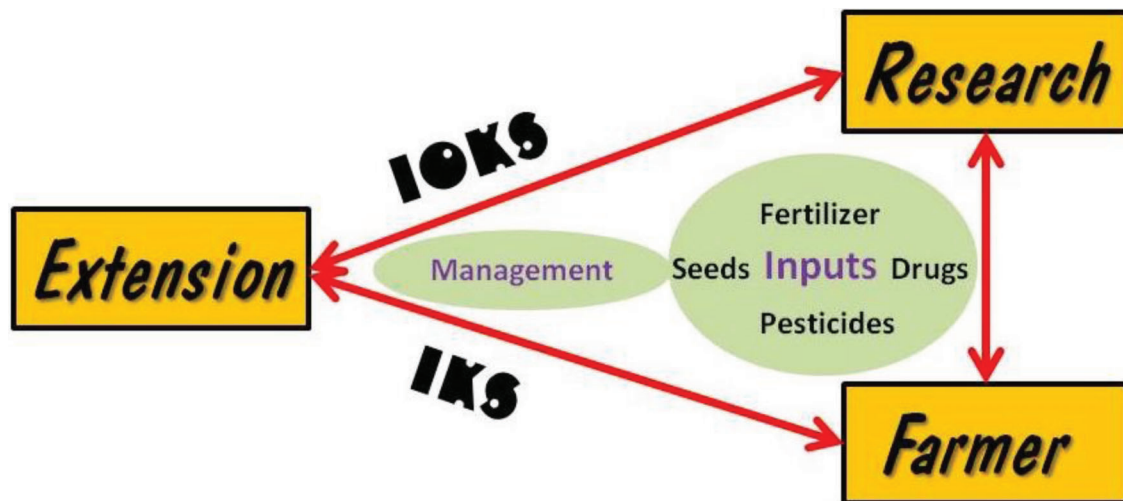 Research
IOKS
Fertilizer
Extension
Management
Seeds Inputs Drugs
Pesticides
IKS
Farmer